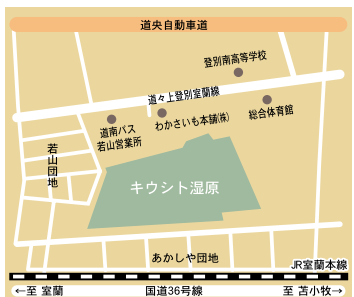 道央自動車道
登別南高等学校
道々上登別室蘭線
総合体育館
道南バス
若山営業所
わかさいも本舗㈱
若山団地
キウシト湿原
あかしや団地
JR室蘭本線
←至 室蘭
国道36号線
至 苫小牧→